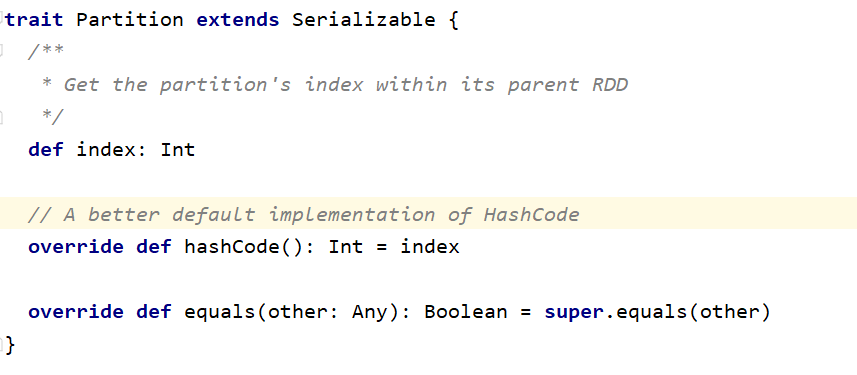 trait Partition extends Serializable {
  /**
   * Get the partition's index within its parent RDD
   */
  def index: Int

  // A better default implementation of HashCode
  override def hashCode(): Int = index

  override def equals(other: Any): Boolean = super.equals(other)
}